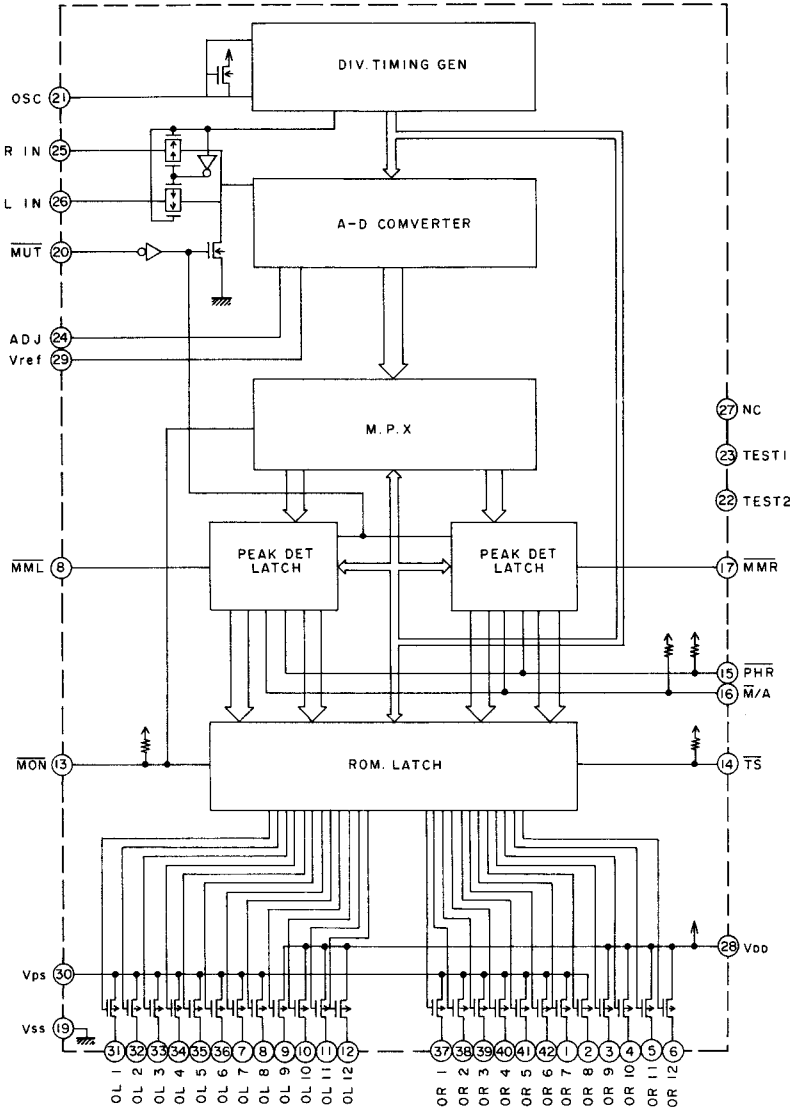 DIV. TIMING GEN
OSC 21
R IN 25
L IN 26
MUT 20
A-D COMVERTER
ADJ 24
Vref 29
M.P.X
27 NC
23 TEST1
22 TEST2
MML 8
PEAK DET
LATCH
PEAK DET
LATCH
17 MMR
15 PHR
16 M/A
MON 13
ROM. LATCH
14 TS
28 VDD
Vps 30
Vss 19
31 32 33 34 35 36 7 8 9 10 11 12 37 38 39 40 41 42 1 2 3 4 5 6
OL 1
OL 2
OL 3
OL 4
OL 5
OL 6
OL 7
OL 8
OL 9
OL 10
OL 11
OL 12
OR 1
OR 2
OR 3
OR 4
OR 5
OR 6
OR 7
OR 8
OR 9
OR 10
OR 11
OR 12